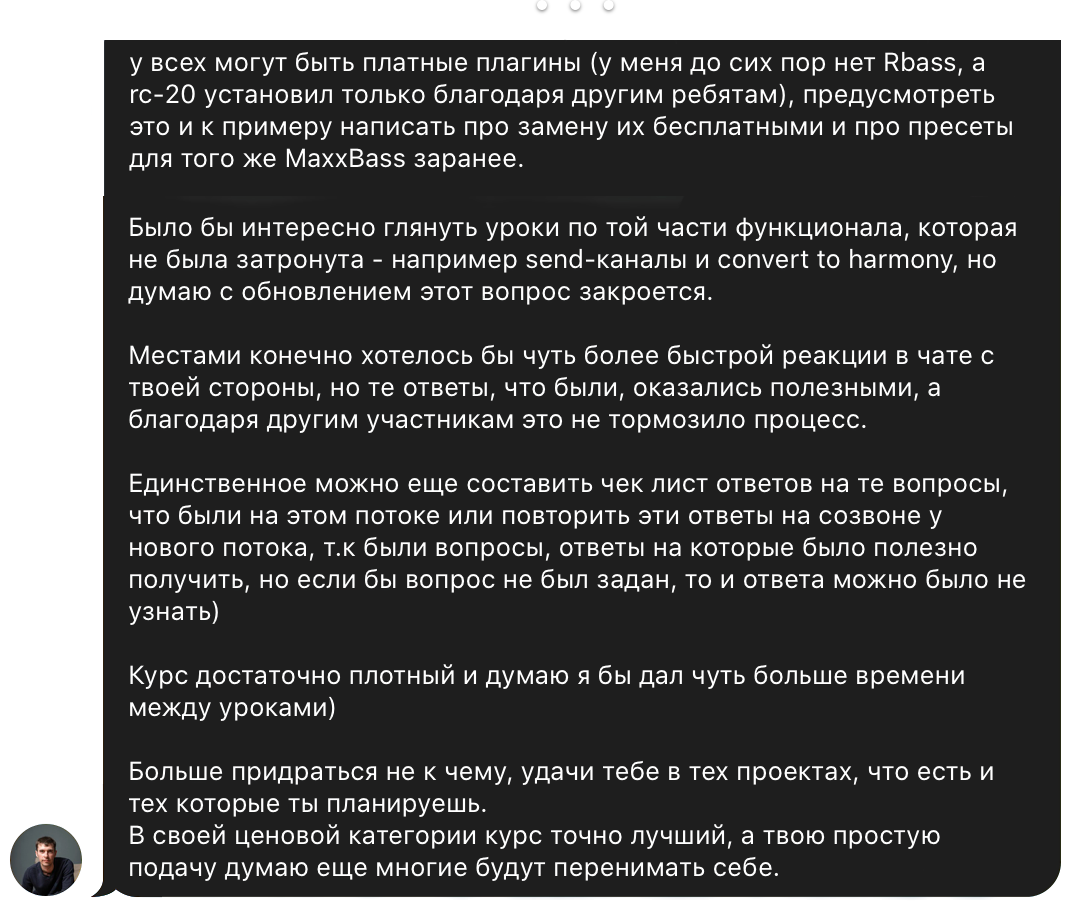 у всех могут быть платные плагины (у меня до сих пор нет Rbass, а
rc-20 установил только благодаря другим ребятам), предусмотреть
это и к примеру написать про замену их бесплатными и про пресеты
для того же MaxxBass заранее.
Было бы интересно глянуть уроки по той части функционала, которая
не была затронута - например send-каналы и convert to harmony, но
думаю с обновлением этот вопрос закроется.
Местами конечно хотелось бы чуть более быстрой реакции в чате с
твоей стороны, но те ответы, что были, оказались полезными, а
благодаря другим участникам это не тормозило процесс.
Единственное можно еще составить чек лист ответов на те вопросы,
что были на этом потоке или повторить эти ответы на созвоне у
нового потока, т.к были вопросы, ответы на которые было полезно
получить, но если бы вопрос не был задан, то и ответа можно было не
узнать)
Курс достаточно плотный и думаю я бы дал чуть больше времени
между уроками)
Больше придраться не к чему, удачи тебе в тех проектах, что есть и
тех которые ты планируешь.
В своей ценовой категории курс точно лучший, а твою простую
подачу думаю еще многие будут перенимать себе.